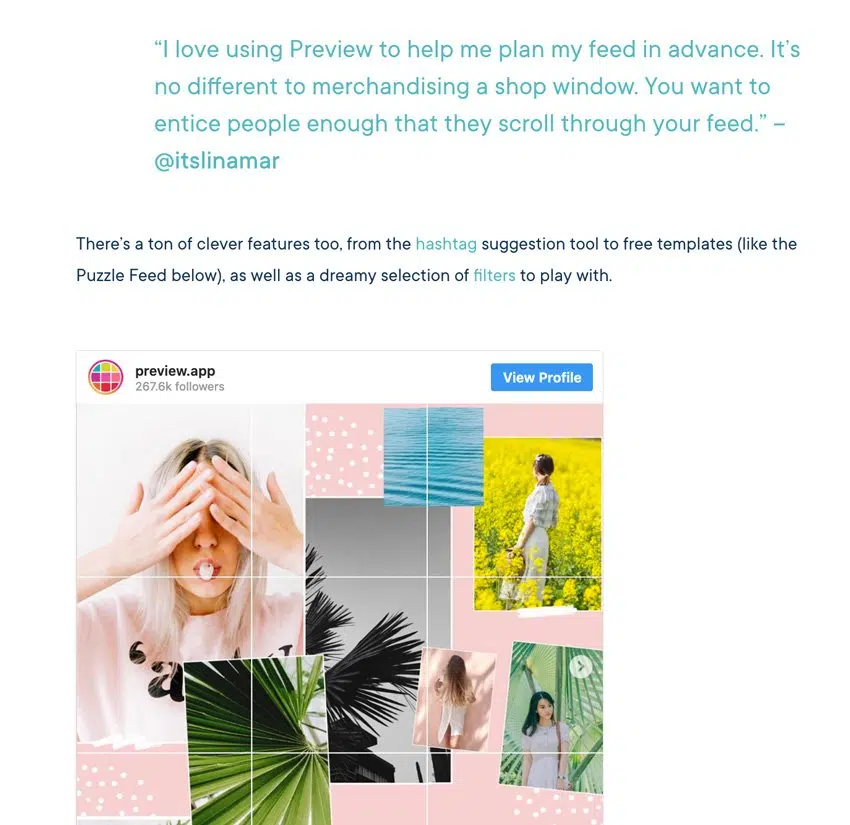 “I love using Preview to help me plan my feed in advance. It’s
no different to merchandising a shop window. You want to
entice people enough that they scroll through your feed.” –
@itslinamar
There’s a ton of clever features too, from the hashtag suggestion tool to free templates (like the
Puzzle Feed below), as well as a dreamy selection of filters to play with.
preview.app
267.6k followers
View Profile